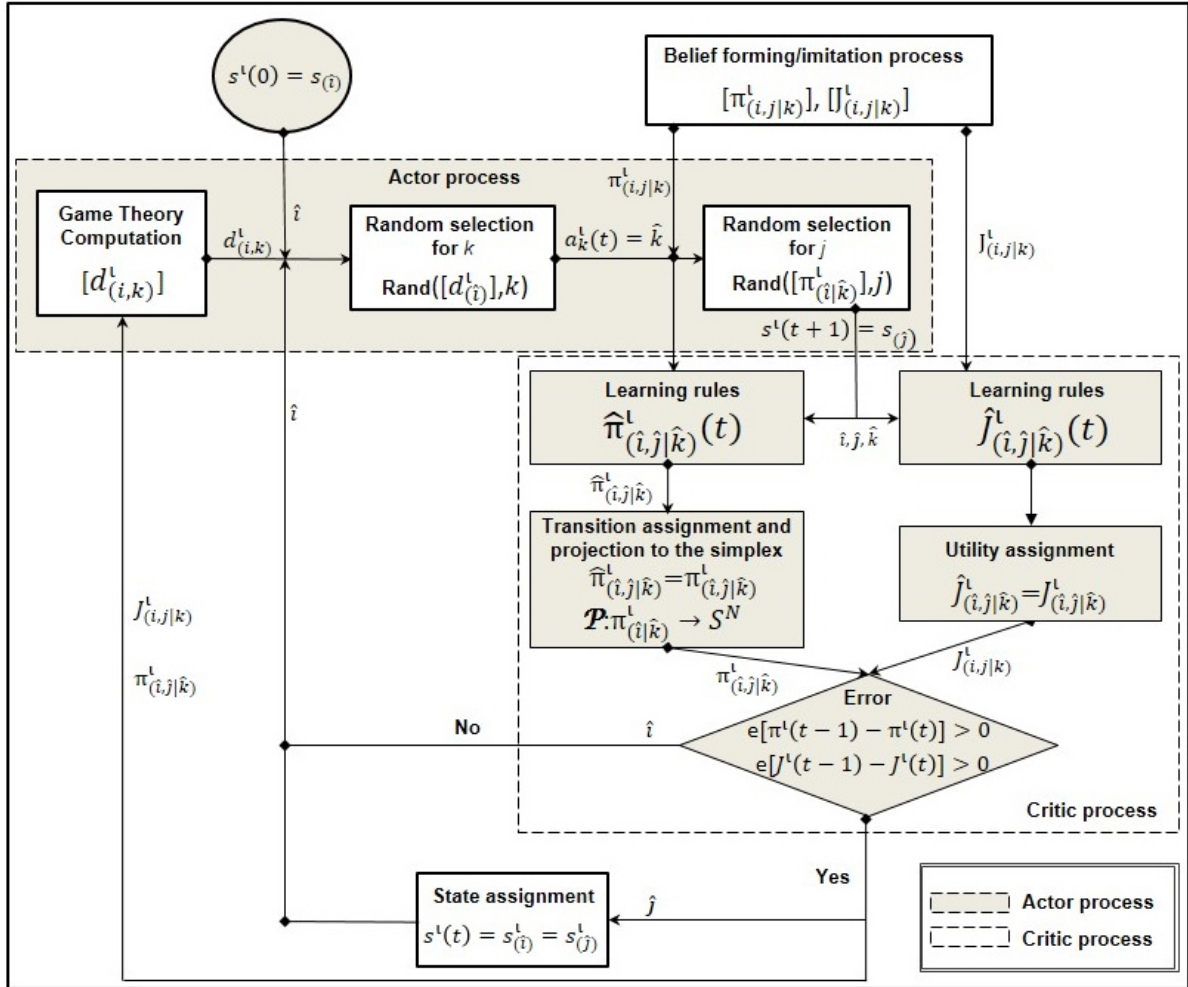 s^ι(0) = s_(î)
Belief forming/imitation process
[π^ι_(i,j|k)], [J^ι_(i,j|k)]
Actor process
π^ι_(i,j|k)
J^ι_(i,j|k)
Game Theory
Computation
[d^ι_(i,k)]
d^ι_(i,k)
î
Random selection
for k
Rand([d^ι_(î)],k)
a^ι_k(t) = k̂
Random selection
for j
Rand([π^ι_(î|k̂)],j)
s^ι(t + 1) = s_(ĵ)
î
Learning rules
π̂^ι_(î,ĵ|k̂)(t)
î,ĵ,k̂
Learning rules
Ĵ^ι_(î,ĵ|k̂)(t)
π̂^ι_(î,ĵ|k̂)
Transition assignment and
projection to the simplex
π̂^ι_(î,ĵ|k̂)=π^ι_(î,ĵ|k̂)
𝓟:π^ι_(î|k̂) → S^N
Utility assignment
Ĵ^ι_(î,ĵ|k̂)=J^ι_(î,ĵ|k̂)
J^ι_(i,j|k)
π^ι_(î,ĵ|k̂)
π^ι_(î,ĵ|k̂)
J^ι_(i,j|k)
Error
e[π^ι(t − 1) − π^ι(t)] > 0
e[J^ι(t − 1) − J^ι(t)] > 0
No
î
Critic process
Yes
State assignment
s^ι(t) = s^ι_(î) = s^ι_(ĵ)
ĵ
Actor process
Critic process